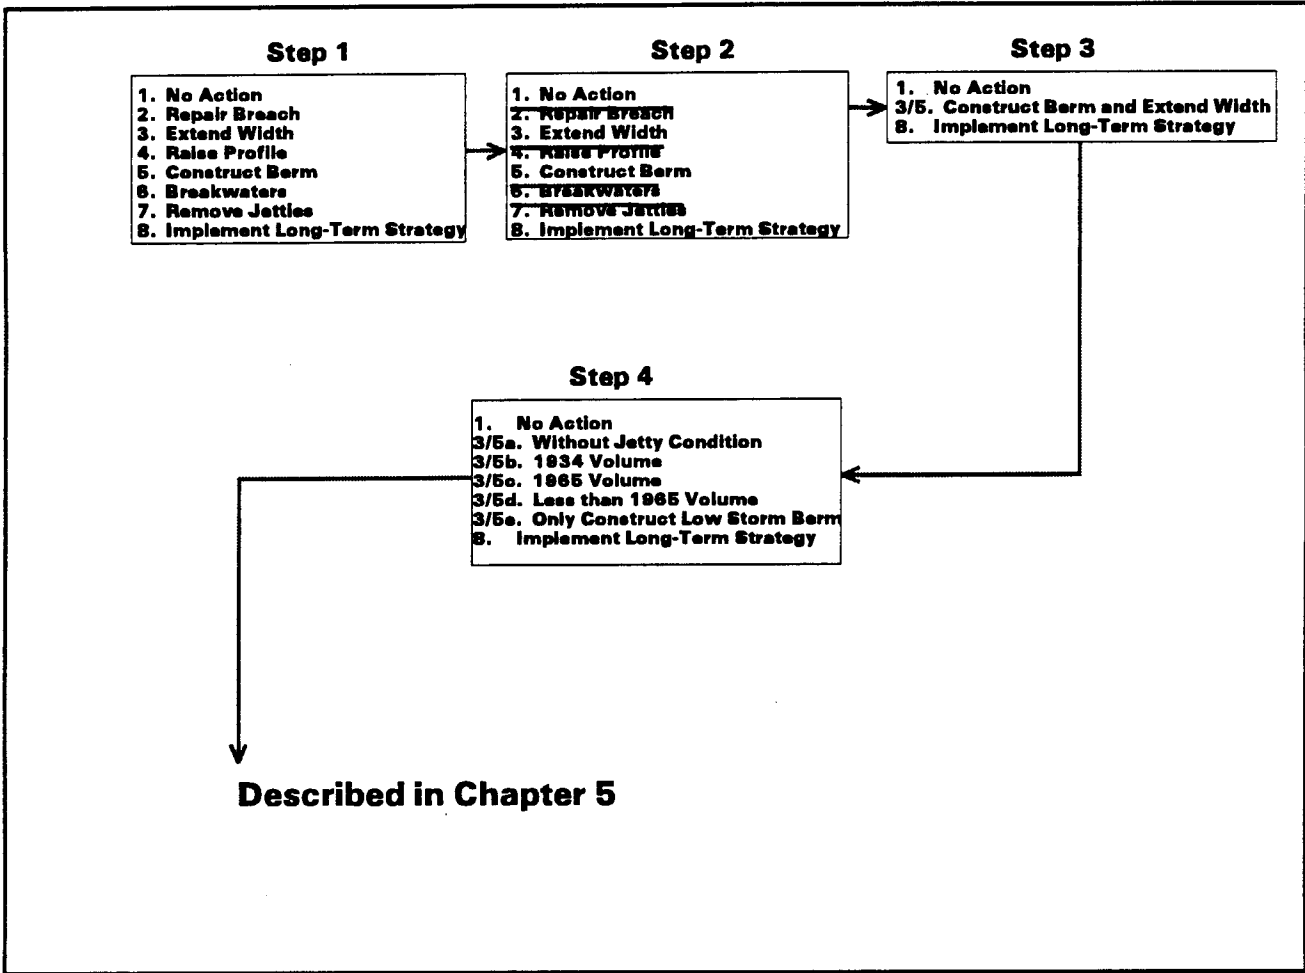 Step 1
1. No Action
2. Repair Breach
3. Extend Width
4. Raise Profile
5. Construct Berm
6. Breakwaters
7. Remove Jetties
8. Implement Long-Term Strategy
Step 2
1. No Action
2. Repair Breach
3. Extend Width
4. Raise Profile
5. Construct Berm
6. Breakwaters
7. Remove Jetties
8. Implement Long-Term Strategy
Step 3
1. No Action
3/5. Construct Berm and Extend Width
8. Implement Long-Term Strategy
Step 4
1. No Action
3/5a. Without Jetty Condition
3/5b. 1934 Volume
3/5c. 1965 Volume
3/5d. Less than 1965 Volume
3/5e. Only Construct Low Storm Berm
8. Implement Long-Term Strategy
Described in Chapter 5